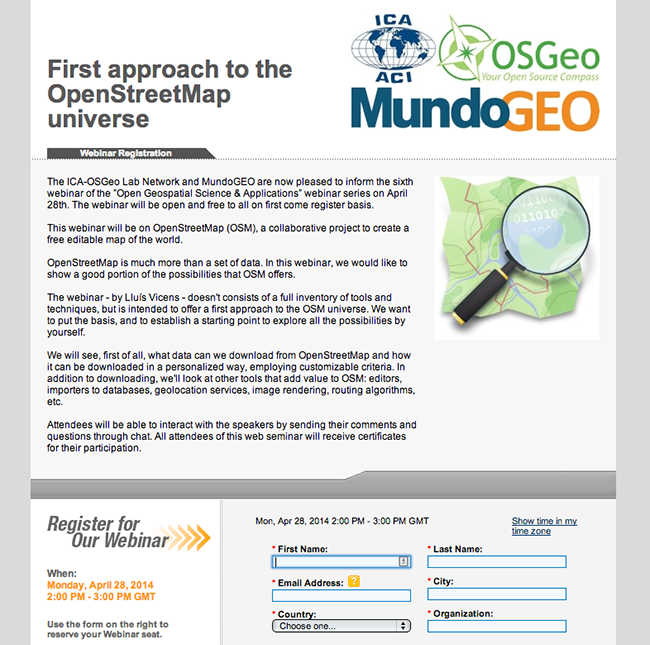 ICA
ACI
OSGeo
Your Open Source Compass
MundoGEO
First approach to the
OpenStreetMap
universe
Webinar Registration
The ICA-OSGeo Lab Network and MundoGEO are now pleased to inform the sixth
webinar of the "Open Geospatial Science & Applications" webinar series on April
28th. The webinar will be open and free to all on first come register basis.
This webinar will be on OpenStreetMap (OSM), a collaborative project to create a
free editable map of the world.
OpenStreetMap is much more than a set of data. In this webinar, we would like to
show a good portion of the possibilities that OSM offers.
The webinar - by Lluís Vicens - doesn't consists of a full inventory of tools and
techniques, but is intended to offer a first approach to the OSM universe. We want
to put the basis, and to establish a starting point to explore all the possibilities by
yourself.
We will see, first of all, what data can we download from OpenStreetMap and how
it can be downloaded in a personalized way, employing customizable criteria. In
addition to downloading, we'll look at other tools that add value to OSM: editors,
importers to databases, geolocation services, image rendering, routing algorithms,
etc.
Attendees will be able to interact with the speakers by sending their comments and
questions through chat. All attendees of this web seminar will receive certificates
for their participation.
Register for
Our Webinar
When:
Monday, April 28, 2014
2:00 PM - 3:00 PM GMT
Use the form on the right to
reserve your Webinar seat.
Mon, Apr 28, 2014 2:00 PM - 3:00 PM GMT
Show time in my
time zone
* First Name:
* Last Name:
* Email Address: ?
* City:
* Country:
Choose one...
* Organization: